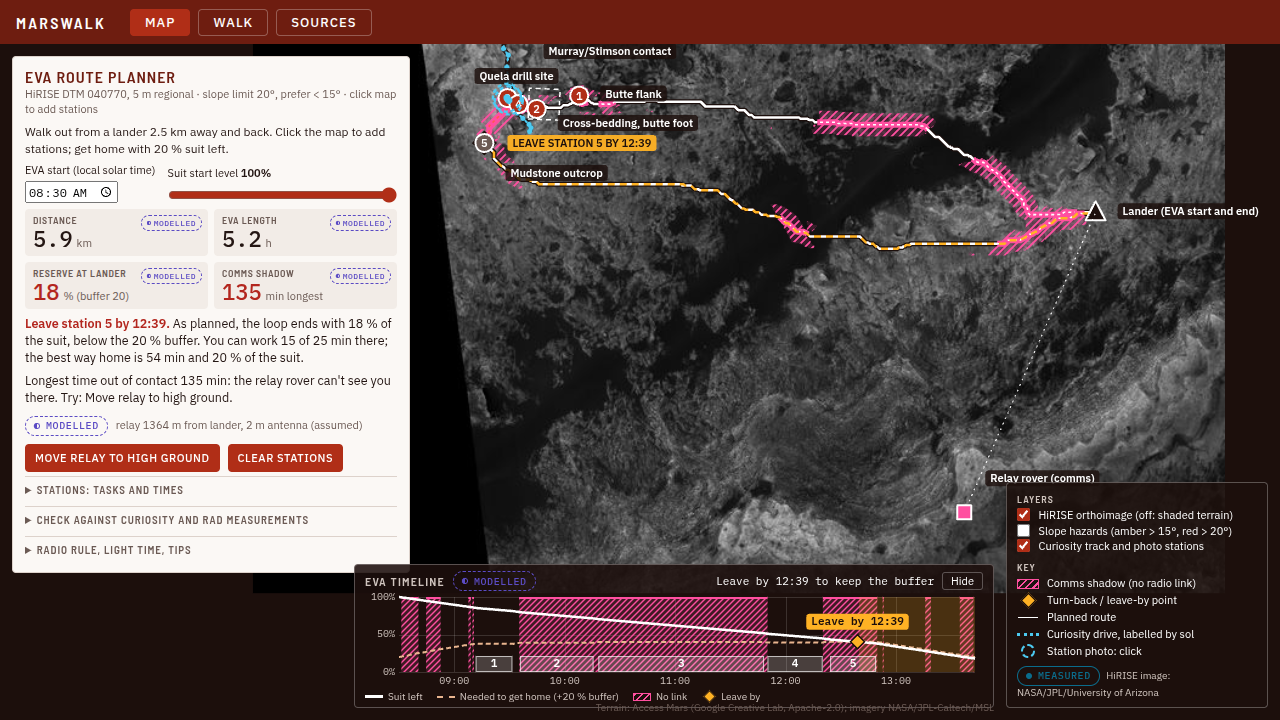 MARSWALK
MAP
WALK
SOURCES
EVA ROUTE PLANNER
HiRISE DTM 040770, 5 m regional · slope limit 20°, prefer < 15° · click map
to add stations
Walk out from a lander 2.5 km away and back. Click the map to add
stations; get home with 20 % suit left.
EVA start (local solar time)
Suit start level 100%
08:30 AM
DISTANCE
MODELLED
5.9 km
EVA LENGTH
MODELLED
5.2 h
RESERVE AT LANDER
MODELLED
18 % (buffer 20)
COMMS SHADOW
MODELLED
135 min longest
Leave station 5 by 12:39. As planned, the loop ends with 18 % of
the suit, below the 20 % buffer. You can work 15 of 25 min there;
the best way home is 54 min and 20 % of the suit.
Longest time out of contact 135 min: the relay rover can't see you
there. Try: Move relay to high ground.
MODELLED
relay 1364 m from lander, 2 m antenna (assumed)
MOVE RELAY TO HIGH GROUND
CLEAR STATIONS
STATIONS: TASKS AND TIMES
CHECK AGAINST CURIOSITY AND RAD MEASUREMENTS
RADIO RULE, LIGHT TIME, TIPS
Murray/Stimson contact
Quela drill site
1
Butte flank
2
Cross-bedding, butte foot
5
LEAVE STATION 5 BY 12:39
Mudstone outcrop
Lander (EVA start and end)
Relay rover (comms)
EVA TIMELINE
MODELLED
Leave by 12:39 to keep the buffer
Hide
100%
50%
0%
Leave by 12:39
1
2
3
4
5
09:00
10:00
11:00
12:00
13:00
Suit left
Needed to get home (+20 % buffer)
No link
Leave by
Terrain: Access Mars (Google Creative Lab, Apache-2.0); imagery NASA/JPL-Caltech/MSL
LAYERS
HiRISE orthoimage (off: shaded terrain)
Slope hazards (amber > 15°, red > 20°)
Curiosity track and photo stations
KEY
Comms shadow (no radio link)
Turn-back / leave-by point
Planned route
Curiosity drive, labelled by sol
Station photo: click
MEASURED
HiRISE image:
NASA/JPL/University of Arizona